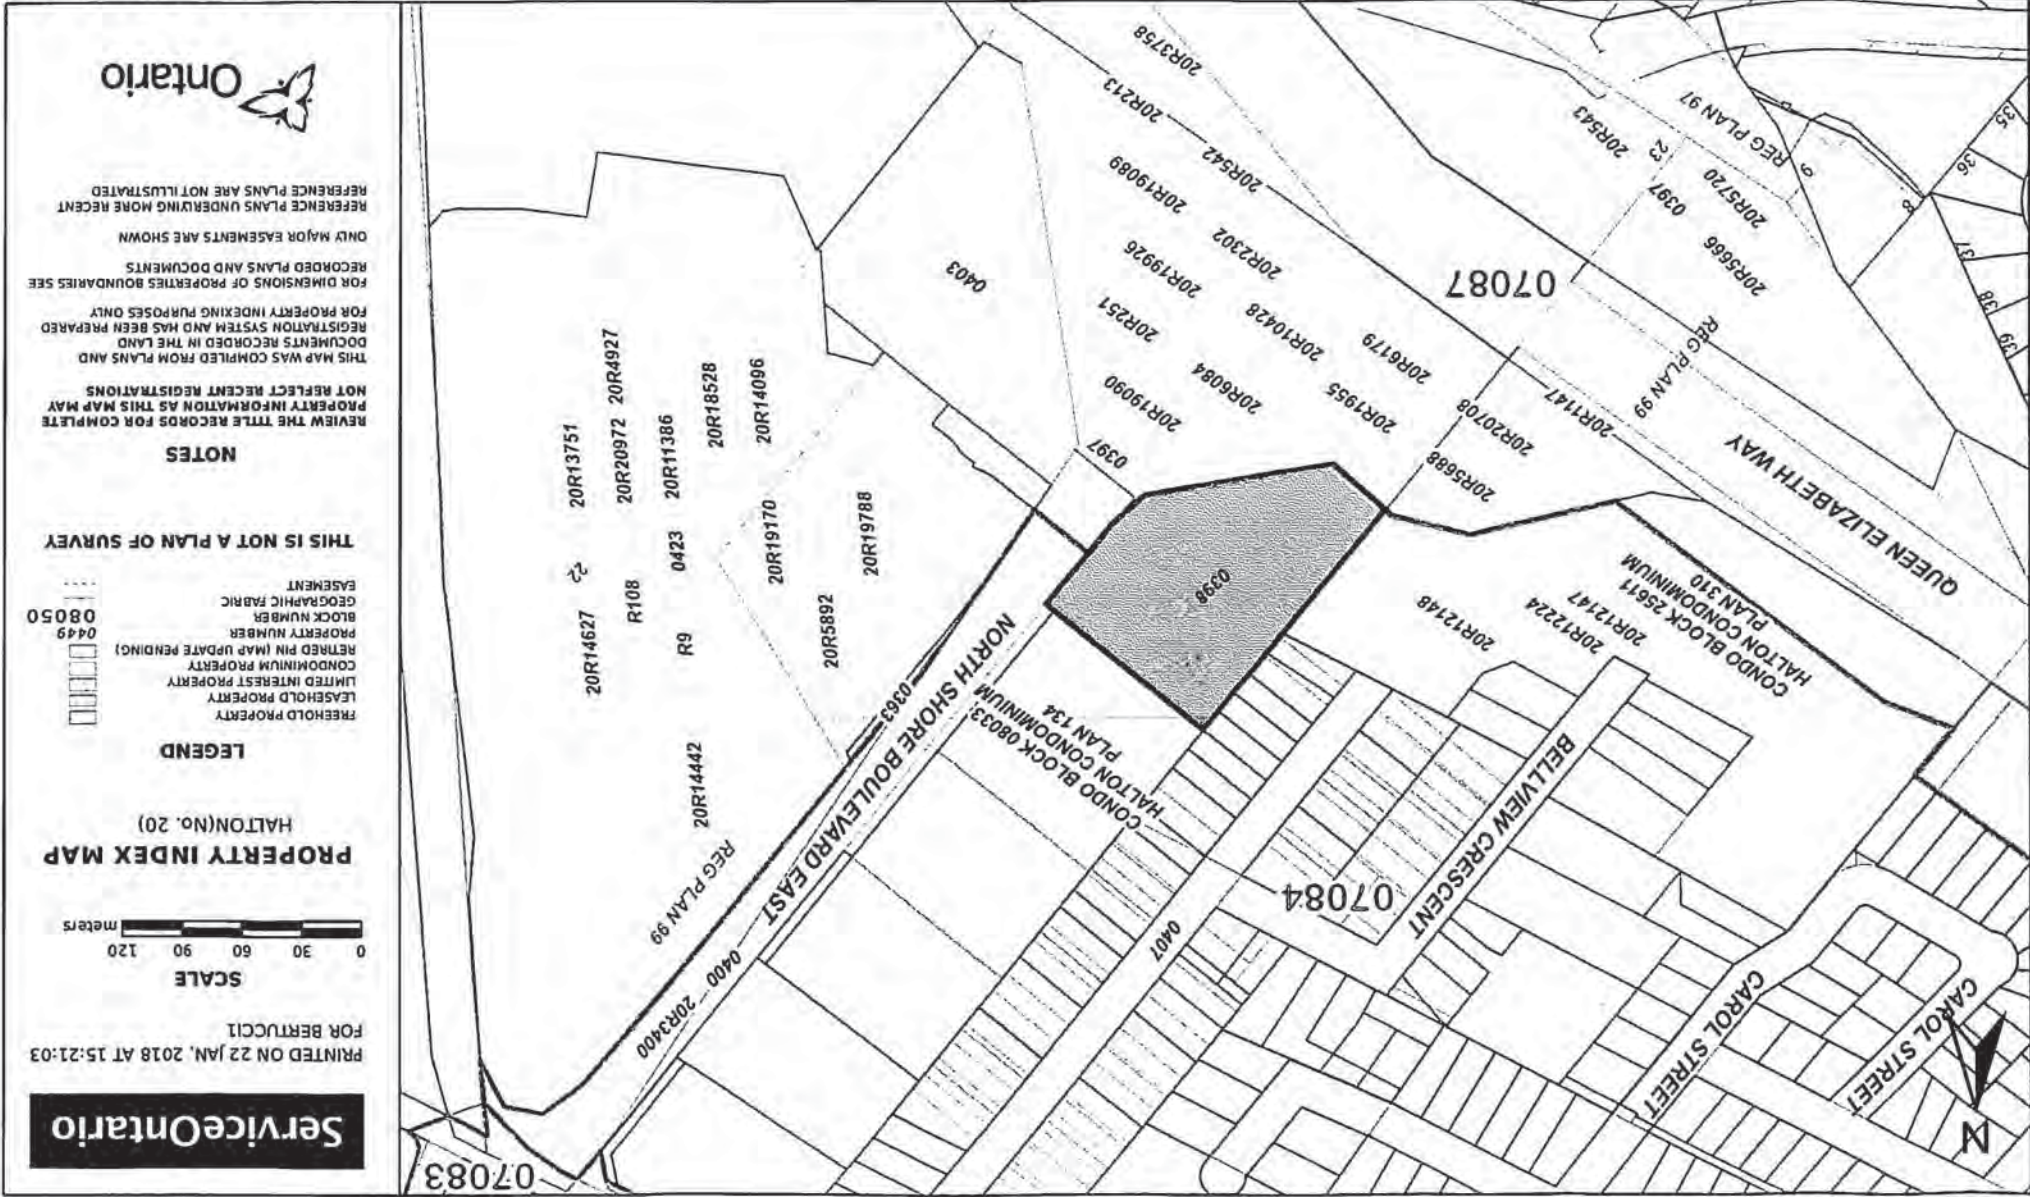 ServiceOntario
PRINTED ON 22 JAN, 2018 AT 15:21:03
FOR BERTUCCI1
SCALE
0 30 60 90 120 meters
PROPERTY INDEX MAP
HALTON(No. 20)
LEGEND
FREEHOLD PROPERTY
LEASEHOLD PROPERTY
LIMITED INTEREST PROPERTY
CONDOMINIUM PROPERTY
RETIRED PIN (MAP UPDATE PENDING)
PROPERTY NUMBER 0449
BLOCK NUMBER 08050
GEOGRAPHIC FABRIC
EASEMENT
THIS IS NOT A PLAN OF SURVEY
NOTES
REVIEW THE TITLE RECORDS FOR COMPLETE
PROPERTY INFORMATION AS THIS MAP MAY
NOT REFLECT RECENT REGISTRATIONS
THIS MAP WAS COMPILED FROM PLANS AND
DOCUMENTS RECORDED IN THE LAND
REGISTRATION SYSTEM AND HAS BEEN PREPARED
FOR PROPERTY INDEXING PURPOSES ONLY
FOR DIMENSIONS OF PROPERTIES BOUNDARIES SEE
RECORDED PLANS AND DOCUMENTS
ONLY MAJOR EASEMENTS ARE SHOWN
REFERENCE PLANS UNDERLYING MORE RECENT
REFERENCE PLANS ARE NOT ILLUSTRATED
Ontario
N
07083
CAROL STREET
CAROL STREET
BELLVIEW CRESCENT
07084
0407
20R3400
0400
NORTH SHORE BOULEVARD EAST
0363
REG PLAN 99
CONDO BLOCK 08033
HALTON CONDOMINIUM
PLAN 134
CONDO BLOCK 25611
HALTON CONDOMINIUM
PLAN 3110
20R12147
20R12224
20R12148
0398
QUEEN ELIZABETH WAY
20R14442
20R14627
R108
R9
0423
22
20R5892
20R19170
20R19788
20R13751
20R20972
20R4927
20R11386
20R18528
20R14096
0397
20R5688
20R2708
20R1147
REG PLAN 99
20R19090
20R6084
20R1955
20R6179
20R251
20R10428
20R19926
20R2302
20R19089
20R542
20R213
20R3758
0403
07087
20R5666
20R5720
0397
23
20R543
REG PLAN 97
9
8
35
36
37
38
39